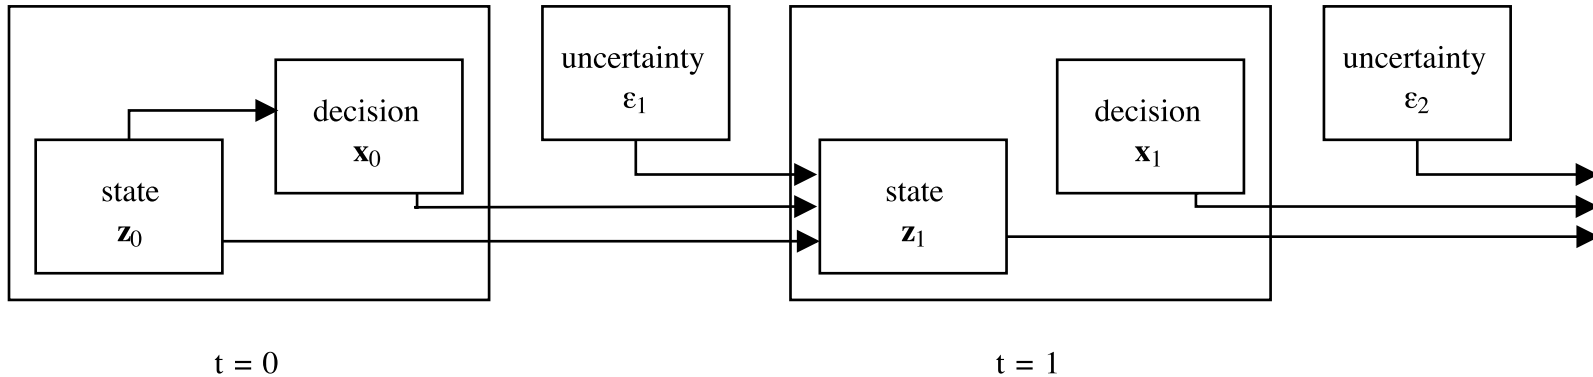 decision
x₀
state
z₀
uncertainty
ε₁
decision
x₁
state
z₁
uncertainty
ε₂
t = 0
t = 1